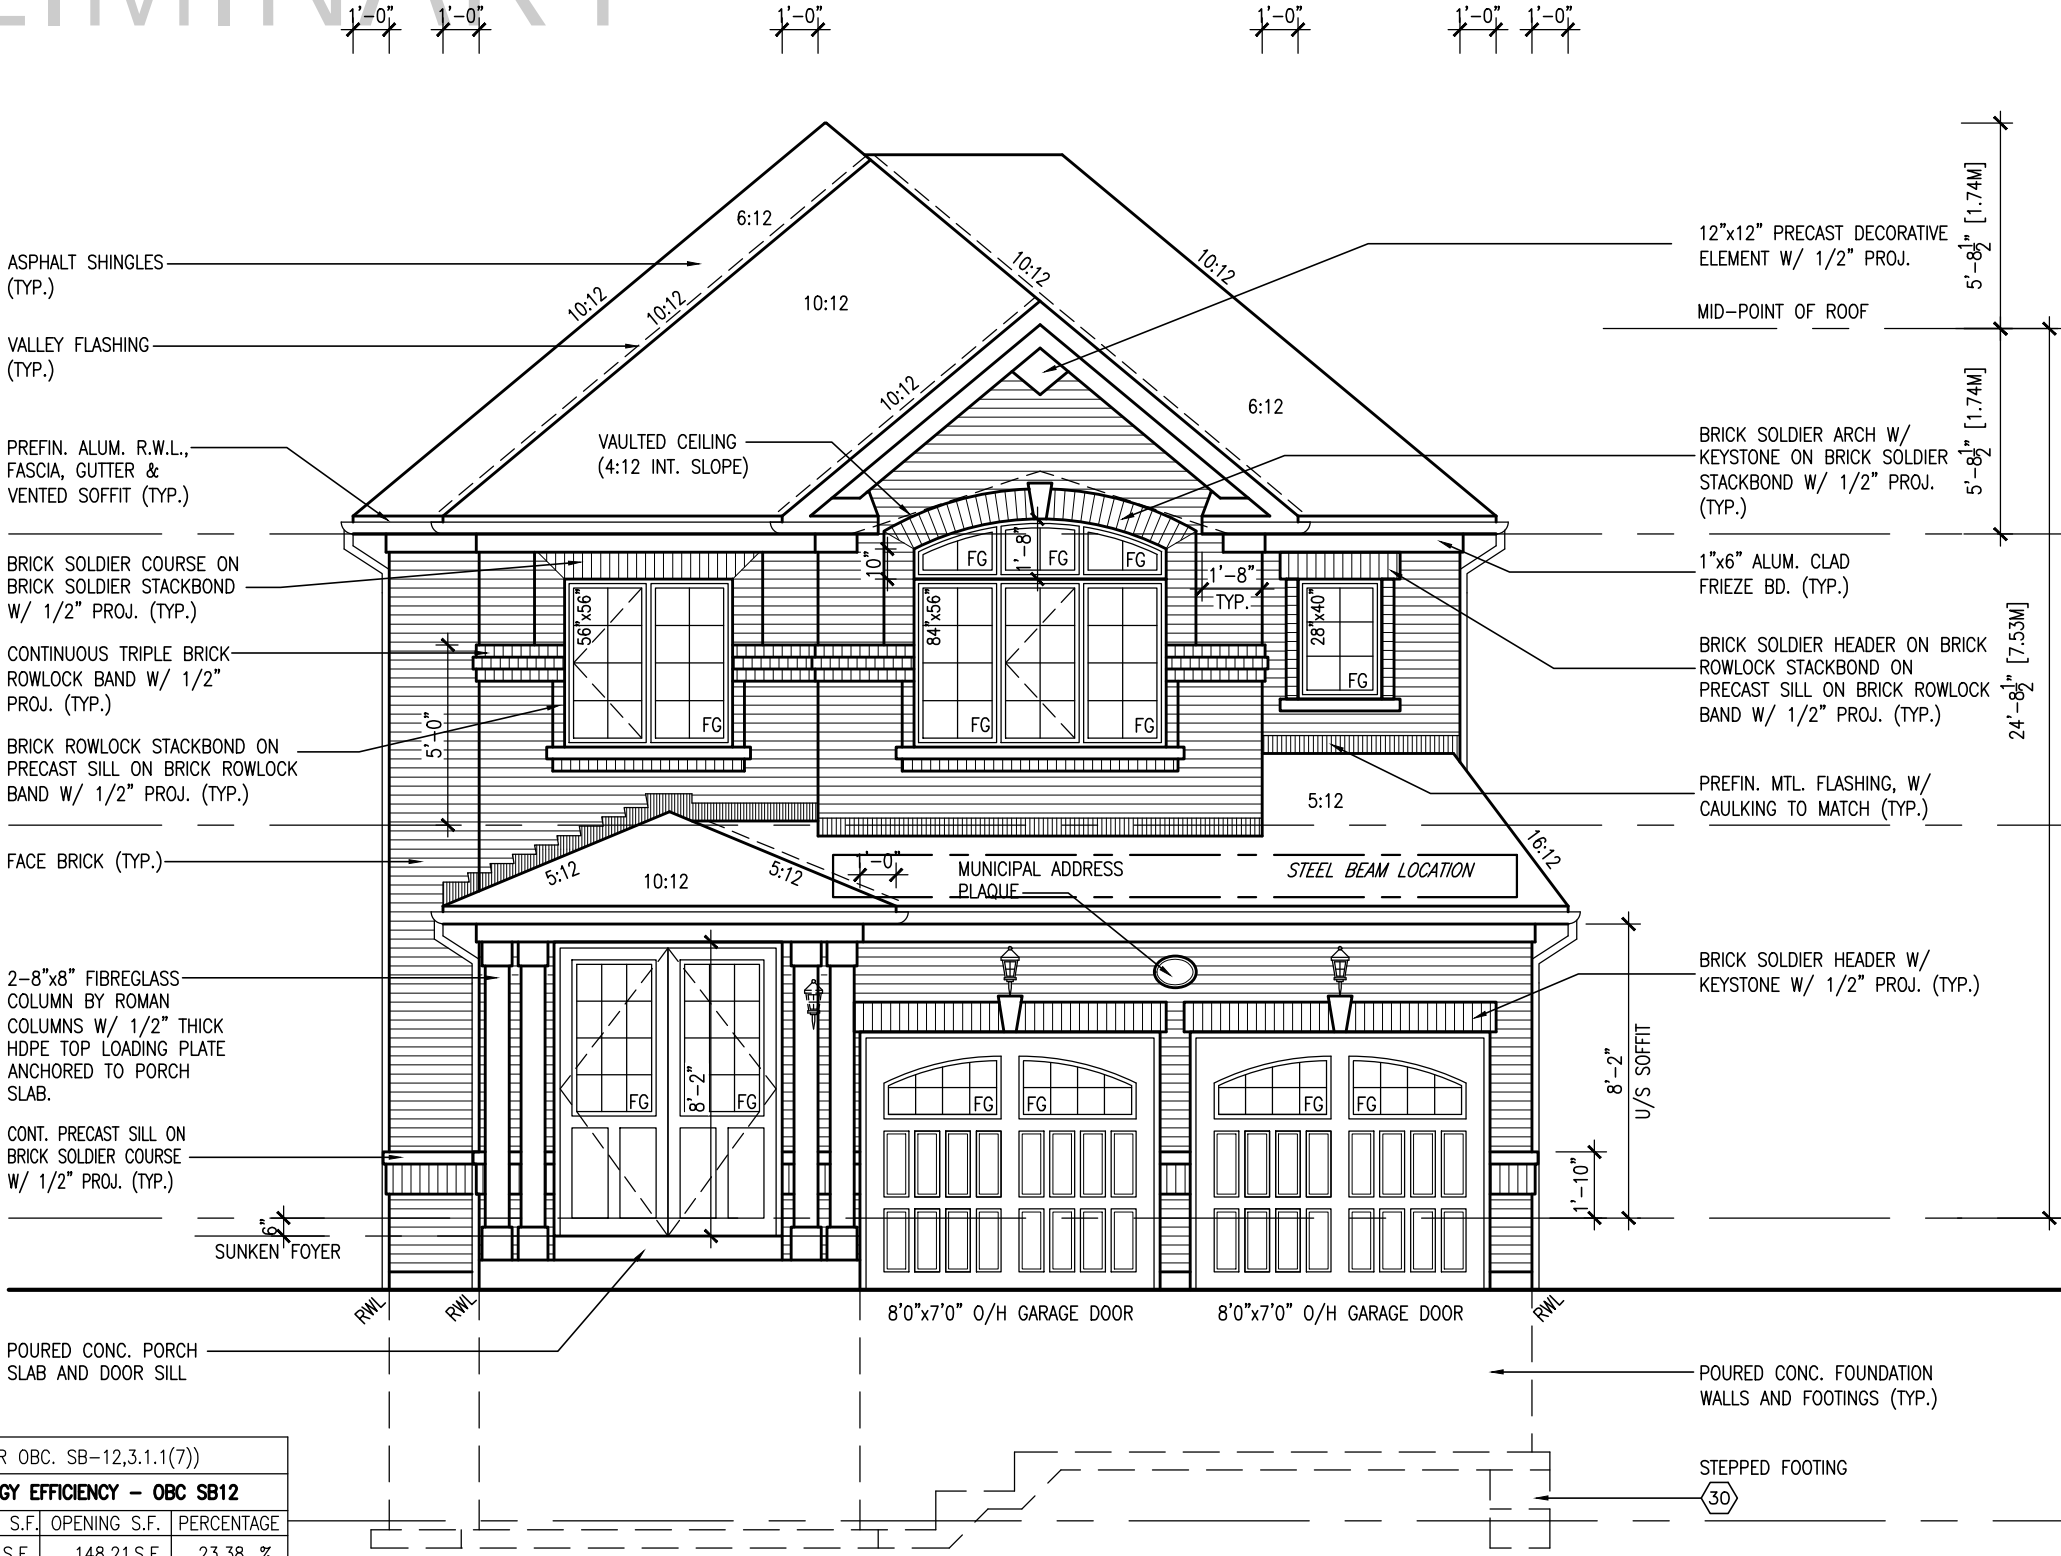 1'-0" 1'-0" 1'-0" 1'-0" 1'-0" 1'-0"
ASPHALT SHINGLES
(TYP.)
VALLEY FLASHING
(TYP.)
PREFIN. ALUM. R.W.L.,
FASCIA, GUTTER &
VENTED SOFFIT (TYP.)
BRICK SOLDIER COURSE ON
BRICK SOLDIER STACKBOND
W/ 1/2" PROJ. (TYP.)
CONTINUOUS TRIPLE BRICK
ROWLOCK BAND W/ 1/2"
PROJ. (TYP.)
BRICK ROWLOCK STACKBOND ON
PRECAST SILL ON BRICK ROWLOCK
BAND W/ 1/2" PROJ. (TYP.)
FACE BRICK (TYP.)
2-8"x8" FIBREGLASS
COLUMN BY ROMAN
COLUMNS W/ 1/2" THICK
HDPE TOP LOADING PLATE
ANCHORED TO PORCH
SLAB.
CONT. PRECAST SILL ON
BRICK SOLDIER COURSE
W/ 1/2" PROJ. (TYP.)
6"
SUNKEN FOYER
POURED CONC. PORCH
SLAB AND DOOR SILL
6:12
10:12
10:12
10:12
10:12
10:12
10:12
6:12
VAULTED CEILING
(4:12 INT. SLOPE)
10"
1'-8"
FG
FG
FG
1'-8"
TYP.
56"x56"
FG
84"x56"
FG
FG
28"x40"
FG
5'-0"
5:12
16:12
5:12
10:12
5:12
1'-0"
MUNICIPAL ADDRESS
PLAQUE
STEEL BEAM LOCATION
8'-2"
FG
FG
FG
FG
FG
FG
8'-2"
U/S SOFFIT
1'-10"
RWL
RWL
8'0"x7'0" O/H GARAGE DOOR
8'0"x7'0" O/H GARAGE DOOR
RWL
12"x12" PRECAST DECORATIVE
ELEMENT W/ 1/2" PROJ.
MID-POINT OF ROOF
5'-8 1/2" [1.74M]
5'-8 1/2" [1.74M]
24'-8 1/2" [7.53M]
BRICK SOLDIER ARCH W/
KEYSTONE ON BRICK SOLDIER
STACKBOND W/ 1/2" PROJ.
(TYP.)
1"x6" ALUM. CLAD
FRIEZE BD. (TYP.)
BRICK SOLDIER HEADER ON BRICK
ROWLOCK STACKBOND ON
PRECAST SILL ON BRICK ROWLOCK
BAND W/ 1/2" PROJ. (TYP.)
PREFIN. MTL. FLASHING, W/
CAULKING TO MATCH (TYP.)
BRICK SOLDIER HEADER W/
KEYSTONE W/ 1/2" PROJ. (TYP.)
POURED CONC. FOUNDATION
WALLS AND FOOTINGS (TYP.)
STEPPED FOOTING
30
R OBC. SB-12,3.1.1(7))
GY EFFICIENCY - OBC SB12
S.F. OPENING S.F. PERCENTAGE
S.F. 148.21 S.F. 23.38 %